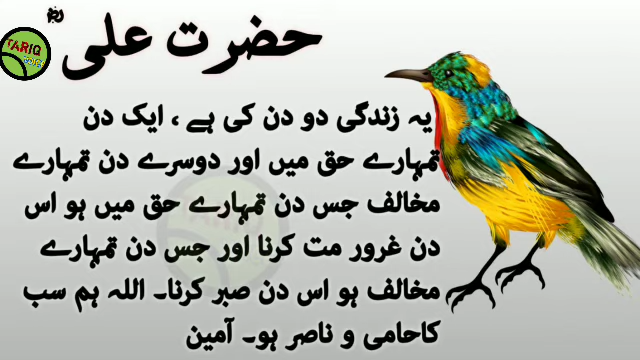 حضرت علیؓ
TARIQ
یہ زندگی دو دن کی ہے ، ایک دن
تمہارے حق میں اور دوسرے دن تمہارے
مخالف جس دن تمہارے حق میں ہو اس
دن غرور مت کرنا اور جس دن تمہارے
مخالف ہو اس دن صبر کرنا۔ اللہ ہم سب
کاحامی و ناصر ہو۔ آمین